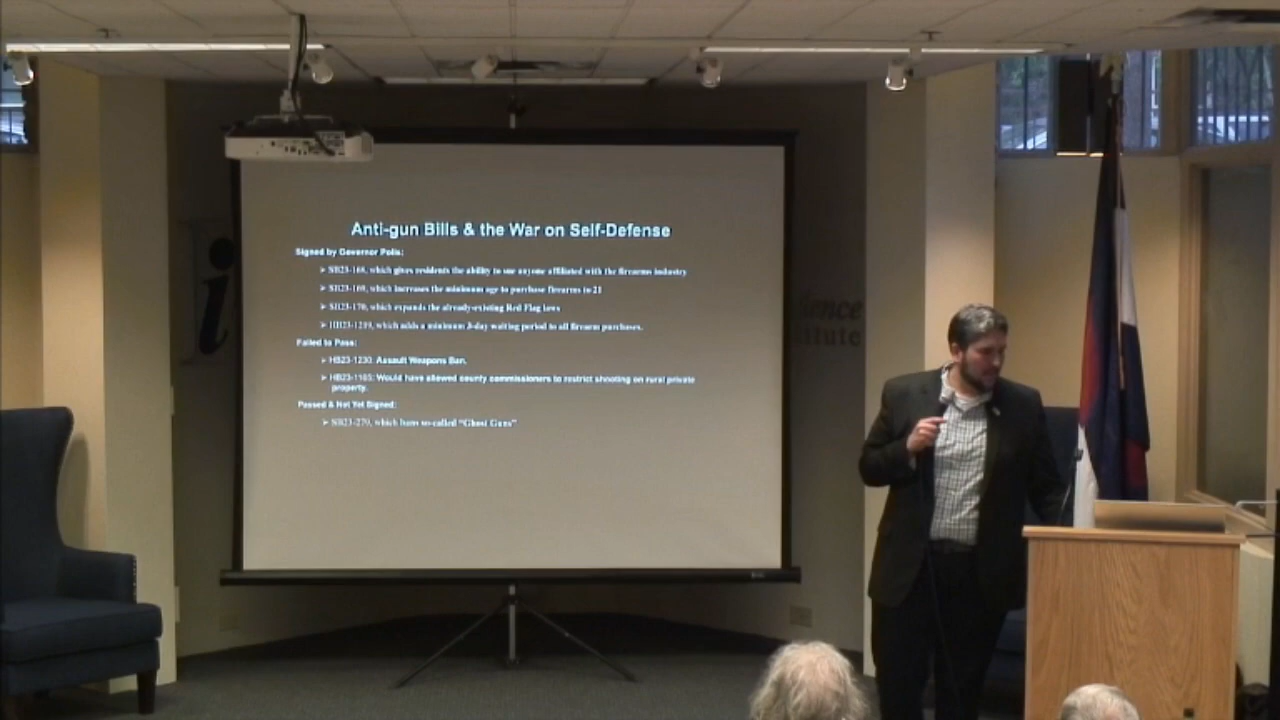 Anti-gun Bills & the War on Self-Defense
Signed by Governor Polis:
➢ SB23-168, which gives residents the ability to sue anyone affiliated with the firearms industry
➢ SB23-169, which increases the minimum age to purchase firearms to 21
➢ SB23-170, which expands the already-existing Red Flag laws
➢ HB23-1219, which adds a minimum 3-day waiting period to all firearm purchases.
Failed to Pass:
➢ HB23-1230: Assault Weapons Ban.
➢ HB23-1165: Would have allowed county commissioners to restrict shooting on rural private
property.
Passed & Not Yet Signed:
➢ SB23-279, which bans so-called "Ghost Guns"
i